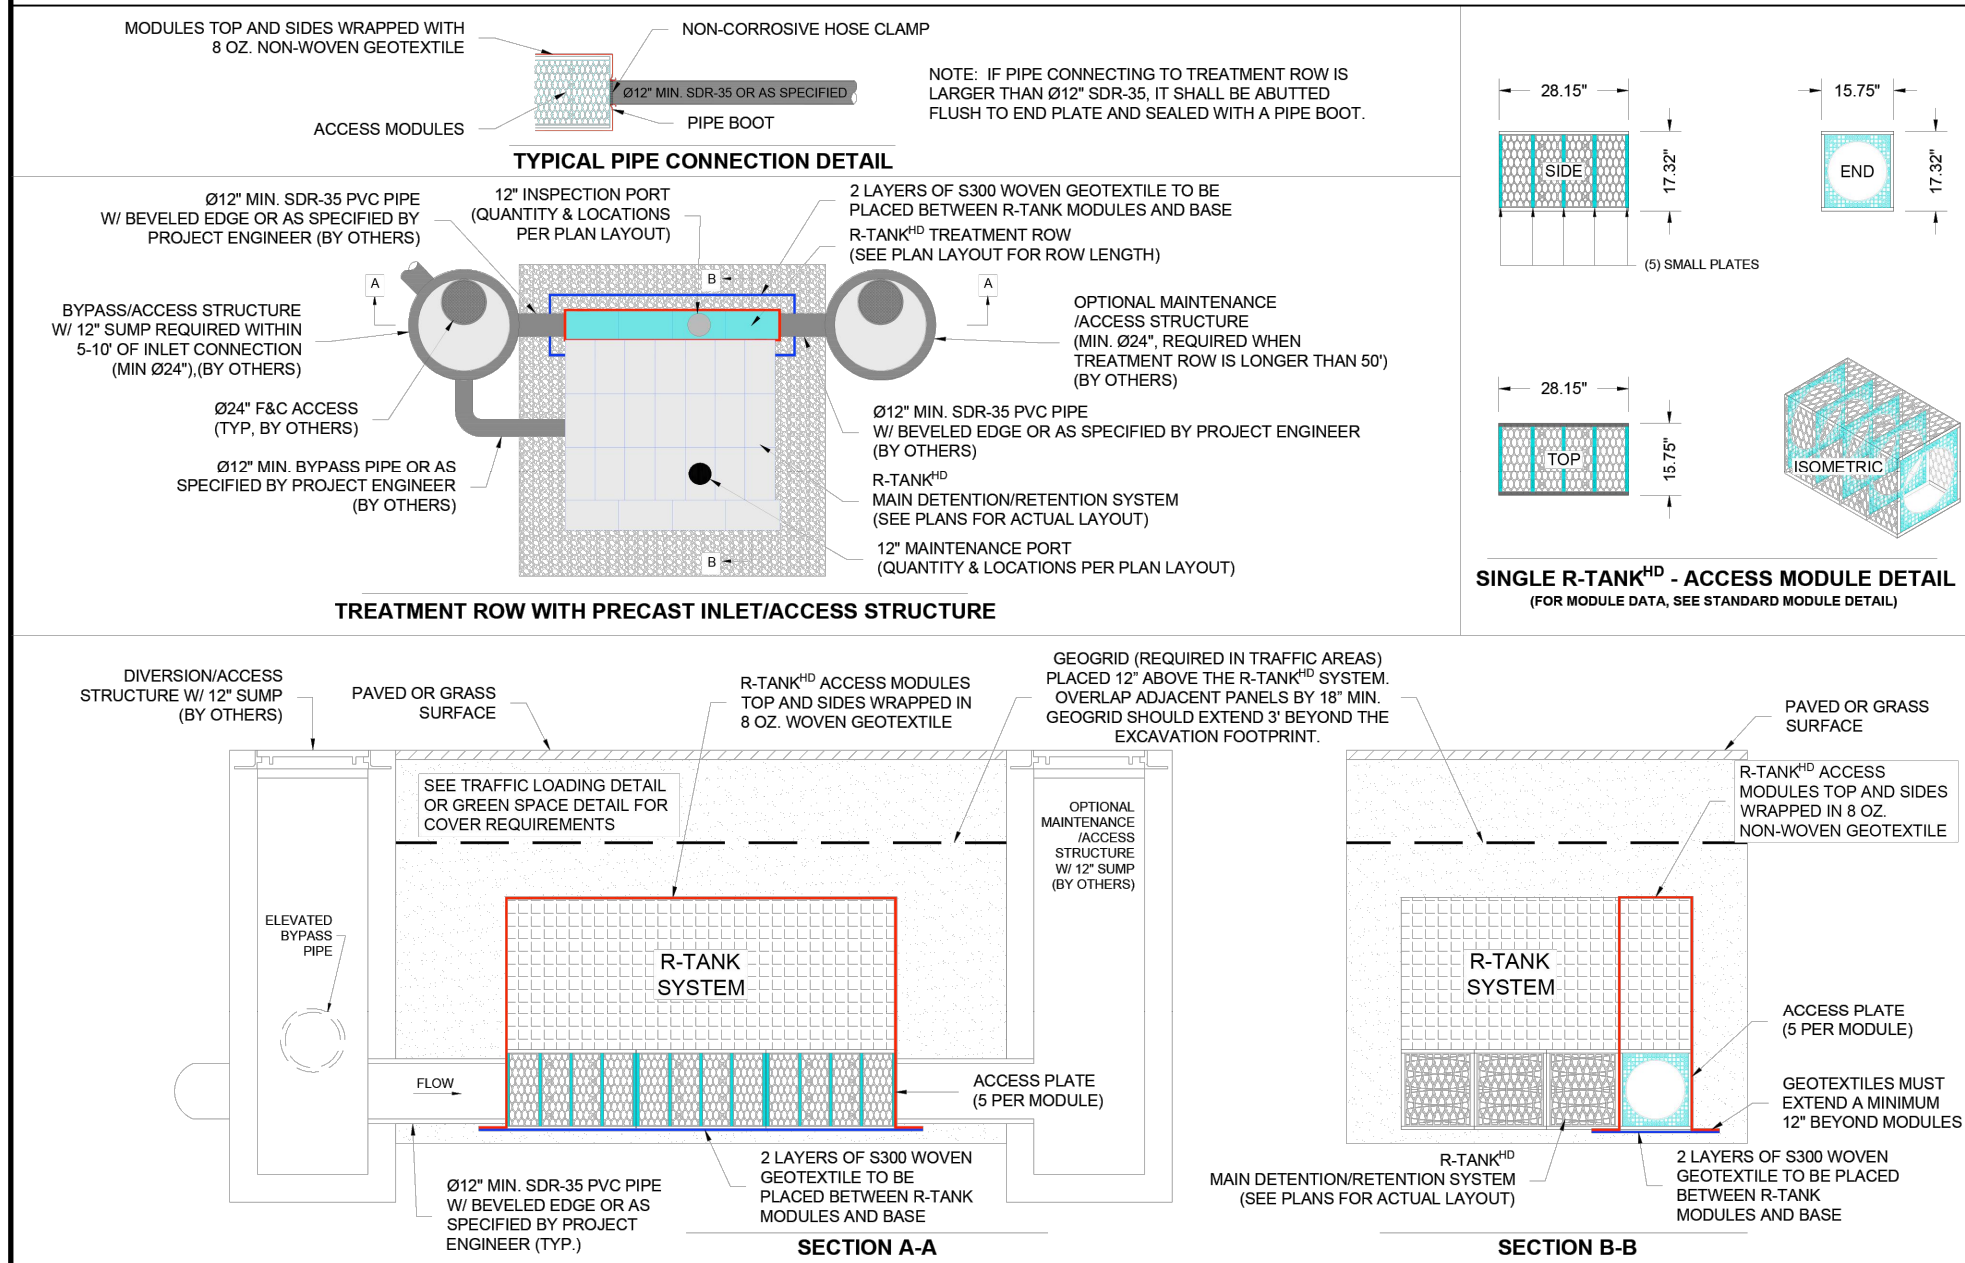 MODULES TOP AND SIDES WRAPPED WITH
8 OZ. NON-WOVEN GEOTEXTILE
NON-CORROSIVE HOSE CLAMP
Ø12" MIN. SDR-35 OR AS SPECIFIED
ACCESS MODULES
PIPE BOOT
NOTE: IF PIPE CONNECTING TO TREATMENT ROW IS
LARGER THAN Ø12" SDR-35, IT SHALL BE ABUTTED
FLUSH TO END PLATE AND SEALED WITH A PIPE BOOT.
TYPICAL PIPE CONNECTION DETAIL
Ø12" MIN. SDR-35 PVC PIPE
W/ BEVELED EDGE OR AS SPECIFIED BY
PROJECT ENGINEER (BY OTHERS)
12" INSPECTION PORT
(QUANTITY & LOCATIONS
PER PLAN LAYOUT)
2 LAYERS OF S300 WOVEN GEOTEXTILE TO BE
PLACED BETWEEN R-TANK MODULES AND BASE
R-TANKHD TREATMENT ROW
(SEE PLAN LAYOUT FOR ROW LENGTH)
A
B
A
BYPASS/ACCESS STRUCTURE
W/ 12" SUMP REQUIRED WITHIN
5-10' OF INLET CONNECTION
(MIN Ø24"),(BY OTHERS)
OPTIONAL MAINTENANCE
/ACCESS STRUCTURE
(MIN. Ø24", REQUIRED WHEN
TREATMENT ROW IS LONGER THAN 50')
(BY OTHERS)
Ø24" F&C ACCESS
(TYP, BY OTHERS)
Ø12" MIN. SDR-35 PVC PIPE
W/ BEVELED EDGE OR AS SPECIFIED BY PROJECT ENGINEER
(BY OTHERS)
Ø12" MIN. BYPASS PIPE OR AS
SPECIFIED BY PROJECT ENGINEER
(BY OTHERS)
R-TANKHD
MAIN DETENTION/RETENTION SYSTEM
(SEE PLANS FOR ACTUAL LAYOUT)
12" MAINTENANCE PORT
(QUANTITY & LOCATIONS PER PLAN LAYOUT)
B
TREATMENT ROW WITH PRECAST INLET/ACCESS STRUCTURE
28.15"
15.75"
SIDE
17.32"
END
17.32"
(5) SMALL PLATES
28.15"
TOP
15.75"
ISOMETRIC
SINGLE R-TANKHD - ACCESS MODULE DETAIL
(FOR MODULE DATA, SEE STANDARD MODULE DETAIL)
DIVERSION/ACCESS
STRUCTURE W/ 12" SUMP
(BY OTHERS)
PAVED OR GRASS
SURFACE
R-TANKHD ACCESS MODULES
TOP AND SIDES WRAPPED IN
8 OZ. WOVEN GEOTEXTILE
GEOGRID (REQUIRED IN TRAFFIC AREAS)
PLACED 12" ABOVE THE R-TANKHD SYSTEM.
OVERLAP ADJACENT PANELS BY 18" MIN.
GEOGRID SHOULD EXTEND 3' BEYOND THE
EXCAVATION FOOTPRINT.
PAVED OR GRASS
SURFACE
SEE TRAFFIC LOADING DETAIL
OR GREEN SPACE DETAIL FOR
COVER REQUIREMENTS
OPTIONAL
MAINTENANCE
/ACCESS
STRUCTURE
W/ 12" SUMP
(BY OTHERS)
R-TANKHD ACCESS
MODULES TOP AND SIDES
WRAPPED IN 8 OZ.
NON-WOVEN GEOTEXTILE
ELEVATED
BYPASS
PIPE
R-TANK
SYSTEM
R-TANK
SYSTEM
FLOW
ACCESS PLATE
(5 PER MODULE)
ACCESS PLATE
(5 PER MODULE)
GEOTEXTILES MUST
EXTEND A MINIMUM
12" BEYOND MODULES
Ø12" MIN. SDR-35 PVC PIPE
W/ BEVELED EDGE OR AS
SPECIFIED BY PROJECT
ENGINEER (TYP.)
2 LAYERS OF S300 WOVEN
GEOTEXTILE TO BE
PLACED BETWEEN R-TANK
MODULES AND BASE
R-TANKHD
MAIN DETENTION/RETENTION SYSTEM
(SEE PLANS FOR ACTUAL LAYOUT)
2 LAYERS OF S300 WOVEN
GEOTEXTILE TO BE PLACED
BETWEEN R-TANK
MODULES AND BASE
SECTION A-A
SECTION B-B